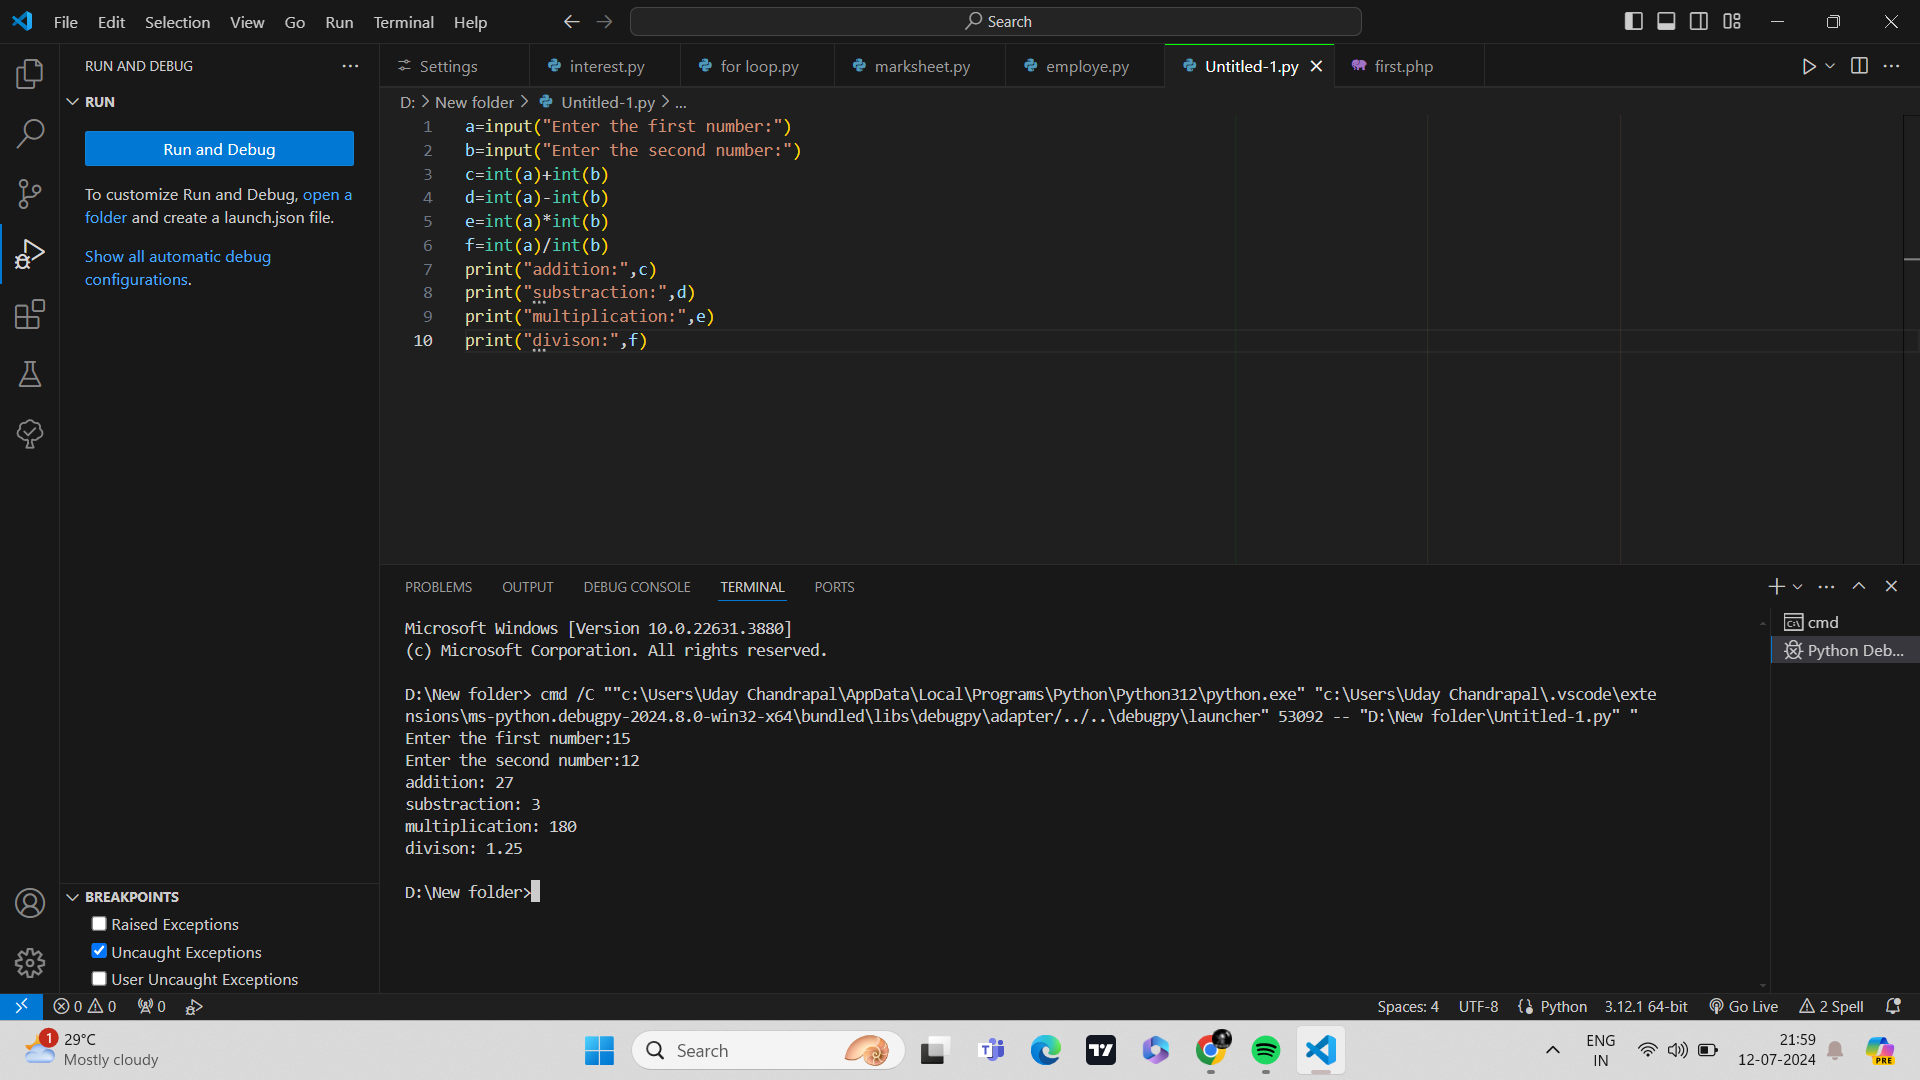 File Edit Selection View Go Run Terminal Help
Search
RUN AND DEBUG
RUN
Run and Debug
To customize Run and Debug, open a
folder and create a launch.json file.
Show all automatic debug
configurations.
BREAKPOINTS
Raised Exceptions
Uncaught Exceptions
User Uncaught Exceptions
Settings interest.py for loop.py marksheet.py employe.py Untitled-1.py first.php
D: > New folder > Untitled-1.py > ...
1 a=input("Enter the first number:")
2 b=input("Enter the second number:")
3 c=int(a)+int(b)
4 d=int(a)-int(b)
5 e=int(a)*int(b)
6 f=int(a)/int(b)
7 print("addition:",c)
8 print("substraction:",d)
9 print("multiplication:",e)
10 print("divison:",f)
PROBLEMS OUTPUT DEBUG CONSOLE TERMINAL PORTS
Microsoft Windows [Version 10.0.22631.3880]
(c) Microsoft Corporation. All rights reserved.
D:\New folder> cmd /C ""c:\Users\Uday Chandrapal\AppData\Local\Programs\Python\Python312\python.exe" "c:\Users\Uday Chandrapal\.vscode\exte
nsions\ms-python.debugpy-2024.8.0-win32-x64\bundled\libs\debugpy\adapter/../..\debugpy\launcher" 53092 -- "D:\New folder\Untitled-1.py" "
Enter the first number:15
Enter the second number:12
addition: 27
substraction: 3
multiplication: 180
divison: 1.25
D:\New folder>
cmd
Python Deb...
0 0 0
Spaces: 4 UTF-8 Python 3.12.1 64-bit Go Live 2 Spell
1
29°C
Mostly cloudy
Search
ENG
IN
21:59
12-07-2024
PRE